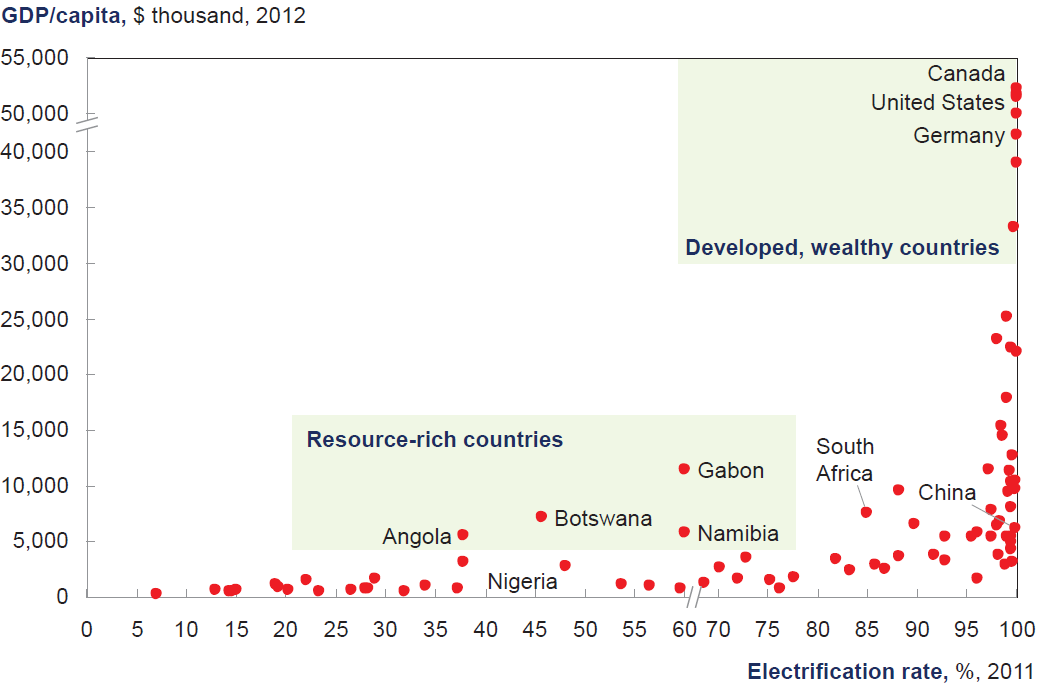 GDP/capita, $ thousand, 2012
55,000
50,000
40,000
35,000
30,000
25,000
20,000
15,000
10,000
5,000
0
Canada
United States
Germany
Developed, wealthy countries
Resource-rich countries
Gabon
Botswana
Angola
Namibia
Nigeria
South
Africa
China
0 5 10 15 20 25 30 35 40 45 50 55 60 70 75 80 85 90 95 100
Electrification rate, %, 2011